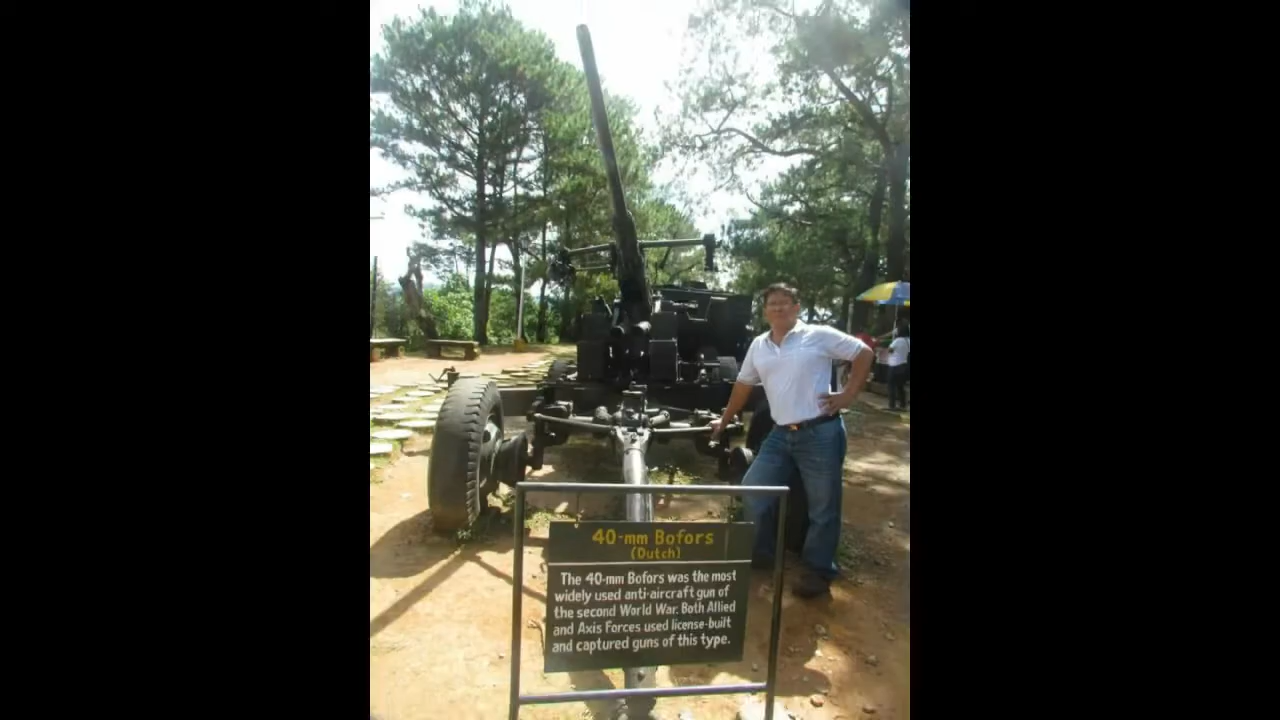 40-mm Bofors
(Dutch)
The 40-mm Bofors was the most
widely used anti-aircraft gun of
the second World War. Both Allied
and Axis Forces used license-built
and captured guns of this type.